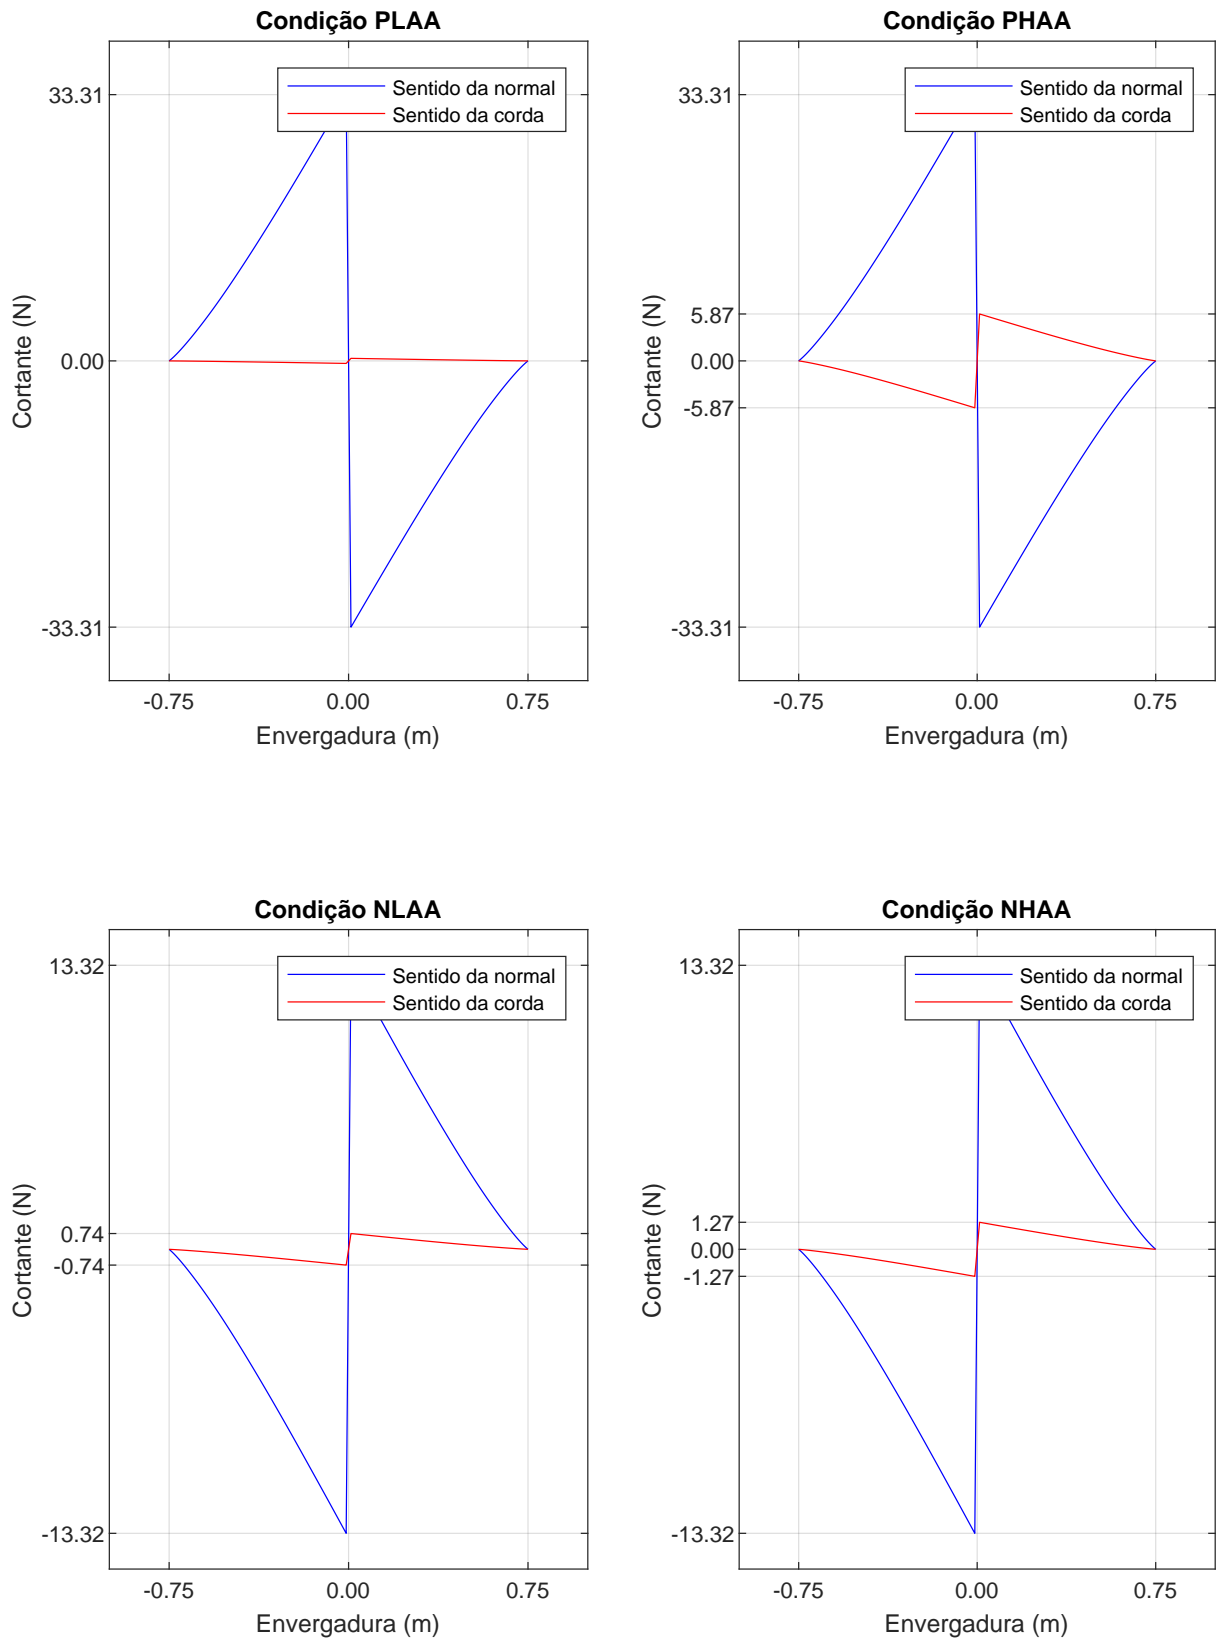 Condição PLAA
Sentido da normal
Sentido da corda
33.31
0.00
-33.31
Cortante (N)
-0.75 0.00 0.75
Envergadura (m)
Condição PHAA
Sentido da normal
Sentido da corda
33.31
5.87
0.00
-5.87
-33.31
Cortante (N)
-0.75 0.00 0.75
Envergadura (m)
Condição NLAA
Sentido da normal
Sentido da corda
13.32
0.74
-0.74
-13.32
Cortante (N)
-0.75 0.00 0.75
Envergadura (m)
Condição NHAA
Sentido da normal
Sentido da corda
13.32
1.27
0.00
-1.27
-13.32
Cortante (N)
-0.75 0.00 0.75
Envergadura (m)